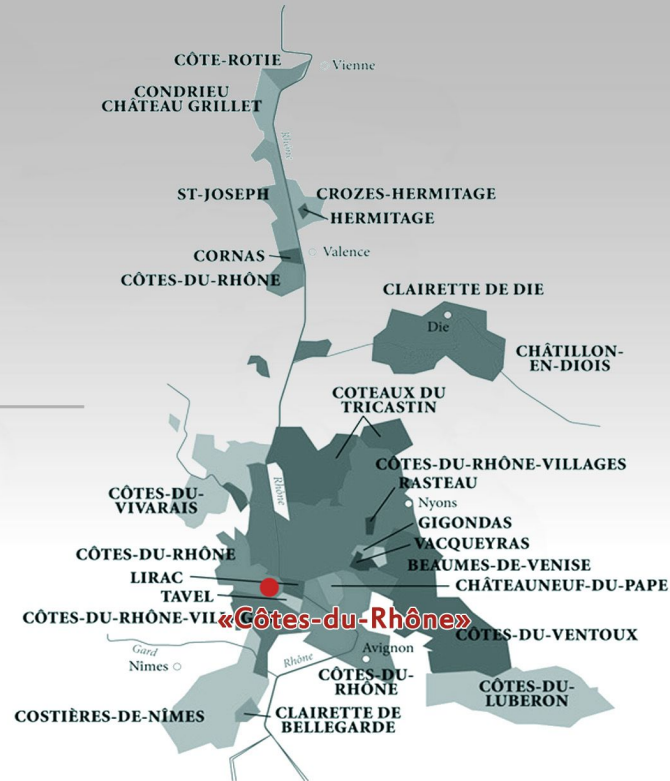 CÔTE-ROTIE
Vienne
CONDRIEU
CHÂTEAU GRILLET
Rhône
ST-JOSEPH
CROZES-HERMITAGE
HERMITAGE
CORNAS
Valence
CÔTES-DU-RHÔNE
CLAIRETTE DE DIE
Die
CHÂTILLON-
EN-DIOIS
COTEAUX DU
TRICASTIN
CÔTES-DU-RHÔNE-VILLAGES
RASTEAU
Rhône
CÔTES-DU-
VIVARAIS
Nyons
GIGONDAS
VACQUEYRAS
CÔTES-DU-RHÔNE
BEAUMES-DE-VENISE
LIRAC
CHÂTEAUNEUF-DU-PAPE
TAVEL
CÔTES-DU-RHÔNE-VILLAG
«Côtes-du-Rhône»
CÔTES-DU-VENTOUX
Gard
Avignon
Nîmes
Rhône
CÔTES-DU-
RHÔNE
CÔTES-DU-
LUBERON
COSTIÈRES-DE-NÎMES
CLAIRETTE DE
BELLEGARDE